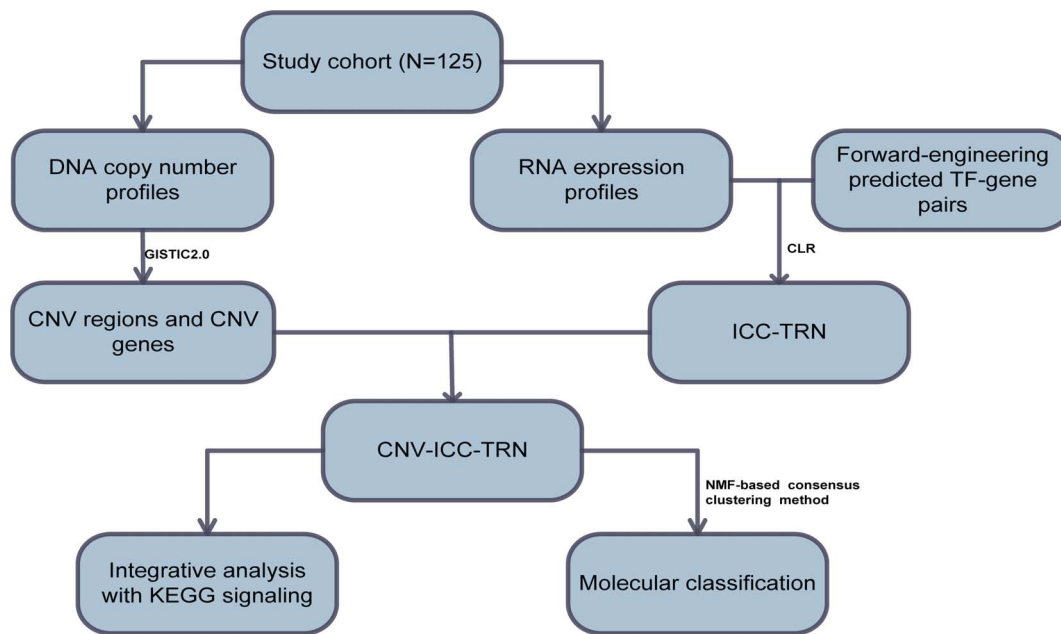 Study cohort (N=125)
DNA copy number
profiles
RNA expression
profiles
Forward-engineering
predicted TF-gene
pairs
GISTIC2.0
CLR
CNV regions and CNV
genes
ICC-TRN
CNV-ICC-TRN
NMF-based consensus
clustering method
Integrative analysis
with KEGG signaling
Molecular classification